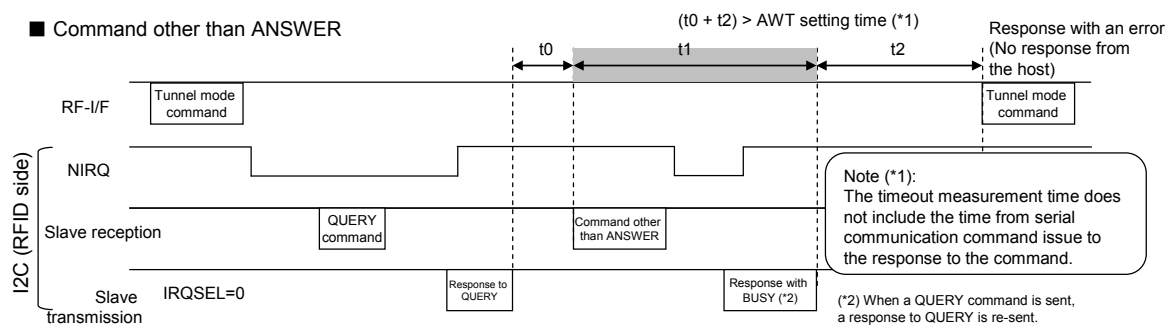 ■ Command other than ANSWER
(t0 + t2) > AWT setting time (*1)
Response with an error
(No response from
the host)
t0
t1
t2
RF-I/F
Tunnel mode
command
Tunnel mode
command
I2C (RFID side)
NIRQ
Note (*1):
The timeout measurement time does
not include the time from serial
communication command issue to
the response to the command.
Slave reception
QUERY
command
Command other
than ANSWER
Slave
transmission
IRQSEL=0
Response to
QUERY
Response with
BUSY (*2)
(*2) When a QUERY command is sent,
a response to QUERY is re-sent.